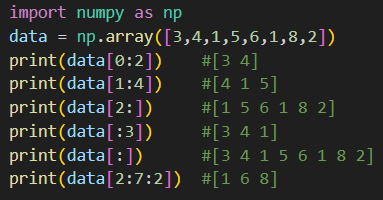 import numpy as np
data = np.array([3,4,1,5,6,1,8,2])
print(data[0:2])    #[3 4]
print(data[1:4])    #[4 1 5]
print(data[2:])     #[1 5 6 1 8 2]
print(data[:3])     #[3 4 1]
print(data[:])      #[3 4 1 5 6 1 8 2]
print(data[2:7:2])  #[1 6 8]